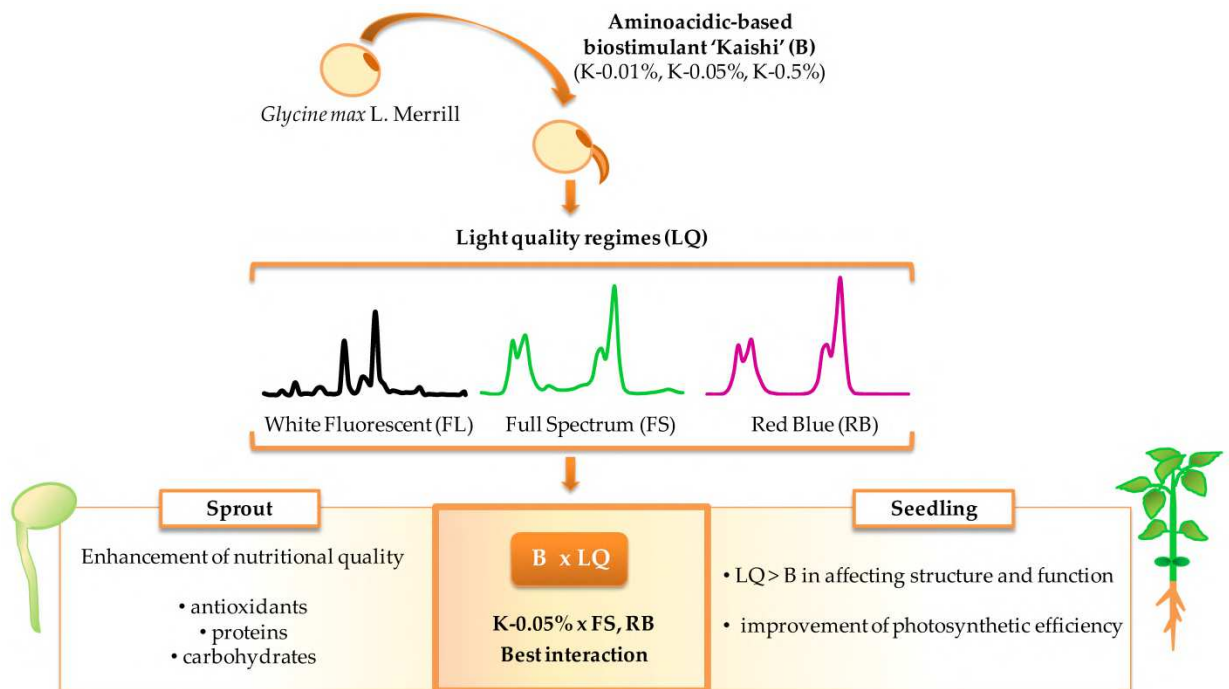 Aminoacidic-based
biostimulant ‘Kaishi’ (B)
(K-0.01%, K-0.05%, K-0.5%)
Glycine max L. Merrill
Light quality regimes (LQ)
White Fluorescent (FL)
Full Spectrum (FS)
Red Blue (RB)
Sprout
Enhancement of nutritional quality
• antioxidants
• proteins
• carbohydrates
B x LQ
K-0.05% x FS, RB
Best interaction
Seedling
• LQ > B in affecting structure and function
• improvement of photosynthetic efficiency